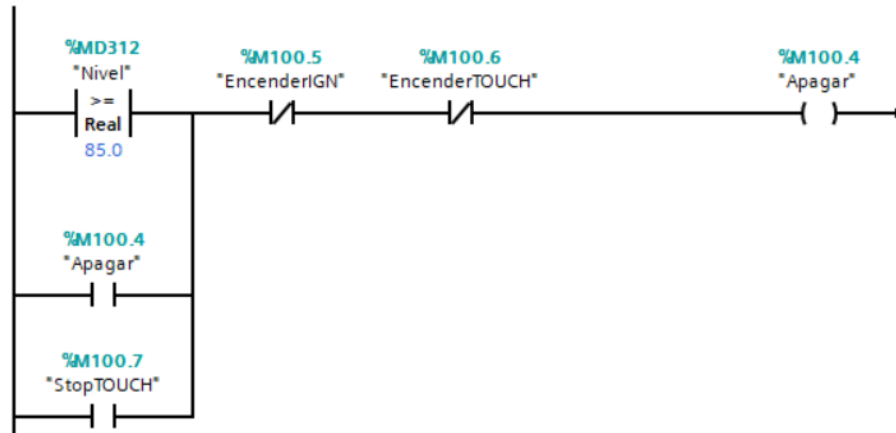 %MD312
"Nivel"
>=
Real
85.0
%M100.5
"EncenderIGN"
%M100.6
"EncenderTOUCH"
%M100.4
"Apagar"
%M100.4
"Apagar"
%M100.7
"StopTOUCH"